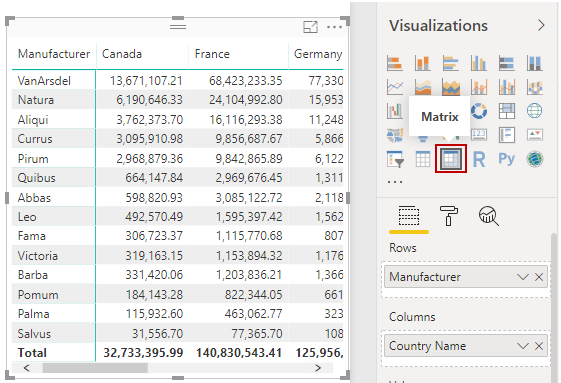 Manufacturer Canada France Germany
VanArsdel 13,671,107.21 68,423,233.35 77,330
Natura 6,190,646.33 24,104,992.80 15,953
Aliqui 3,762,373.70 16,116,293.38 11,248
Currus 3,095,910.98 9,856,687.67 5,866
Pirum 2,968,879.36 9,842,865.89 6,122
Quibus 664,147.84 2,969,676.45 1,311
Abbas 598,820.93 3,085,122.72 2,118
Leo 492,570.49 1,595,397.42 1,562
Fama 306,723.37 1,115,770.68 807
Victoria 319,163.15 1,153,894.32 1,176
Barba 331,420.06 1,203,836.21 1,366
Pomum 184,143.28 822,344.05 661
Palma 115,932.60 463,062.77 323
Salvus 31,556.70 77,365.70 108
Total 32,733,395.99 140,830,543.41 125,956,
Visualizations
Matrix
123
R Py
Rows
Manufacturer
Columns
Country Name